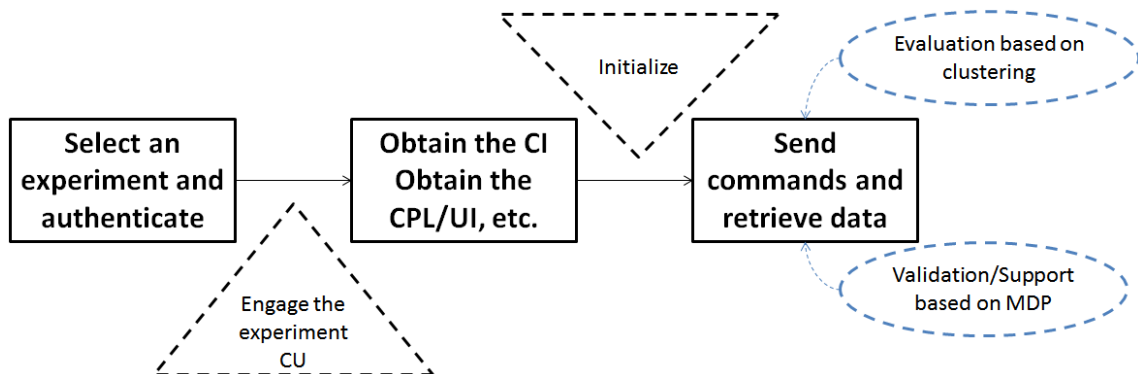 Select an
experiment and
authenticate
Engage the
experiment
CU
Obtain the CI
Obtain the
CPL/UI, etc.
Initialize
Send
commands and
retrieve data
Evaluation based on
clustering
Validation/Support
based on MDP